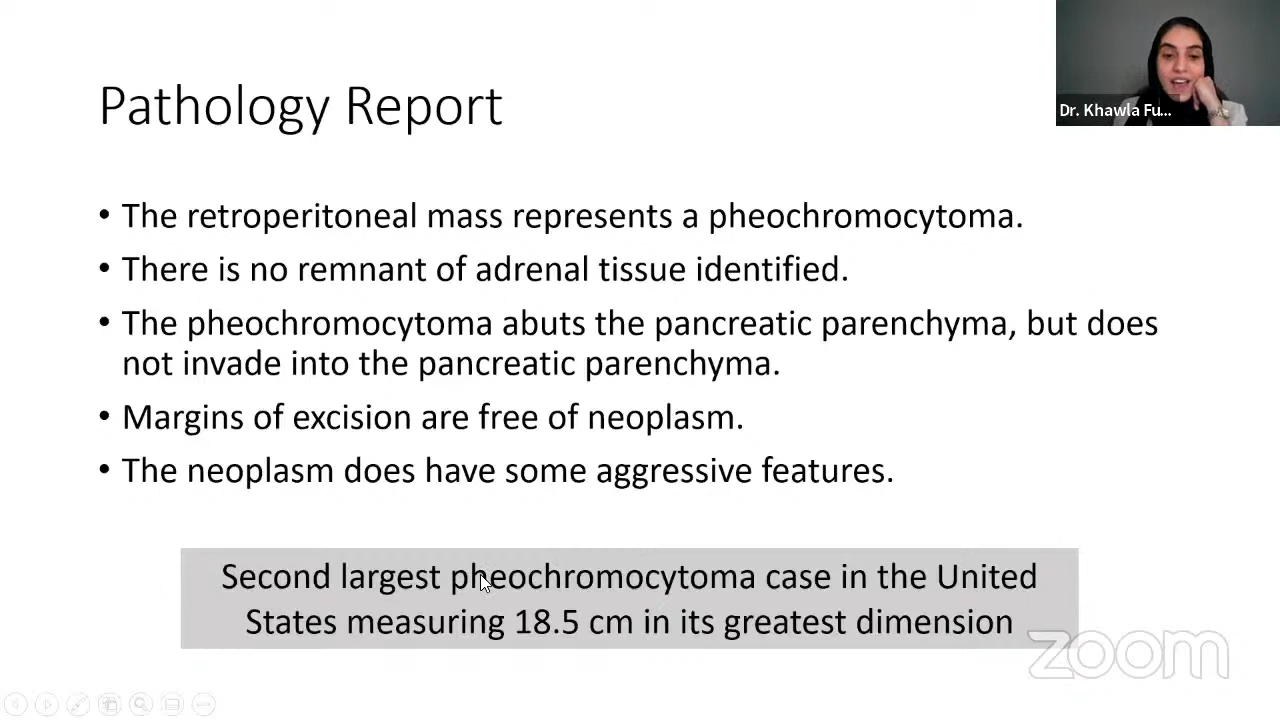 Pathology Report
Dr. Khawla Fu...
• The retroperitoneal mass represents a pheochromocytoma.
• There is no remnant of adrenal tissue identified.
• The pheochromocytoma abuts the pancreatic parenchyma, but does
not invade into the pancreatic parenchyma.
• Margins of excision are free of neoplasm.
• The neoplasm does have some aggressive features.
Second largest pheochromocytoma case in the United
States measuring 18.5 cm in its greatest dimension
zoom